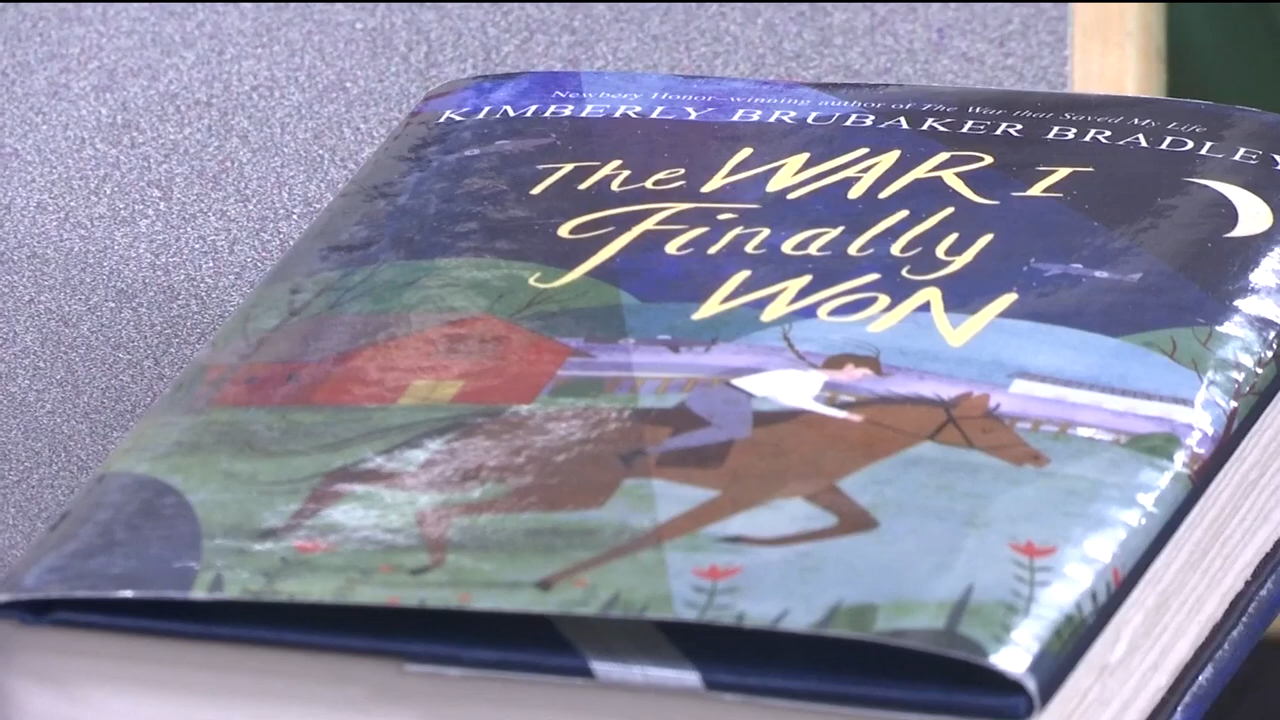 Newbery Honor–winning author of The War that Saved My Life
KIMBERLY BRUBAKER BRADLEY
The WAR I
Finally
WON